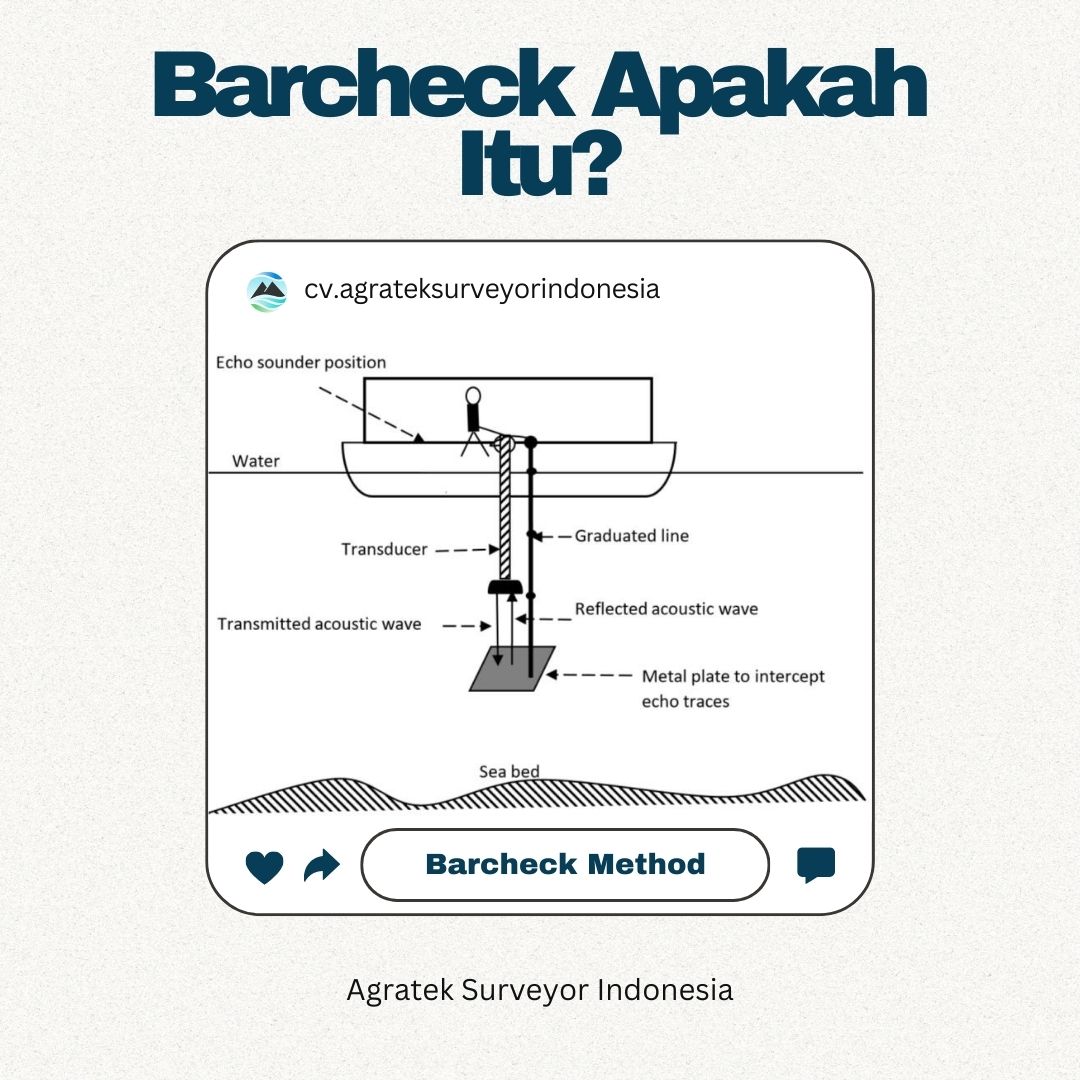 Barcheck Apakah
Itu?
cv.agrateksurveyorindonesia
Echo sounder position
Water
Transducer
Graduated line
Reflected acoustic wave
Transmitted acoustic wave
Metal plate to intercept
echo traces
Sea bed
Barcheck Method
Agratek Surveyor Indonesia